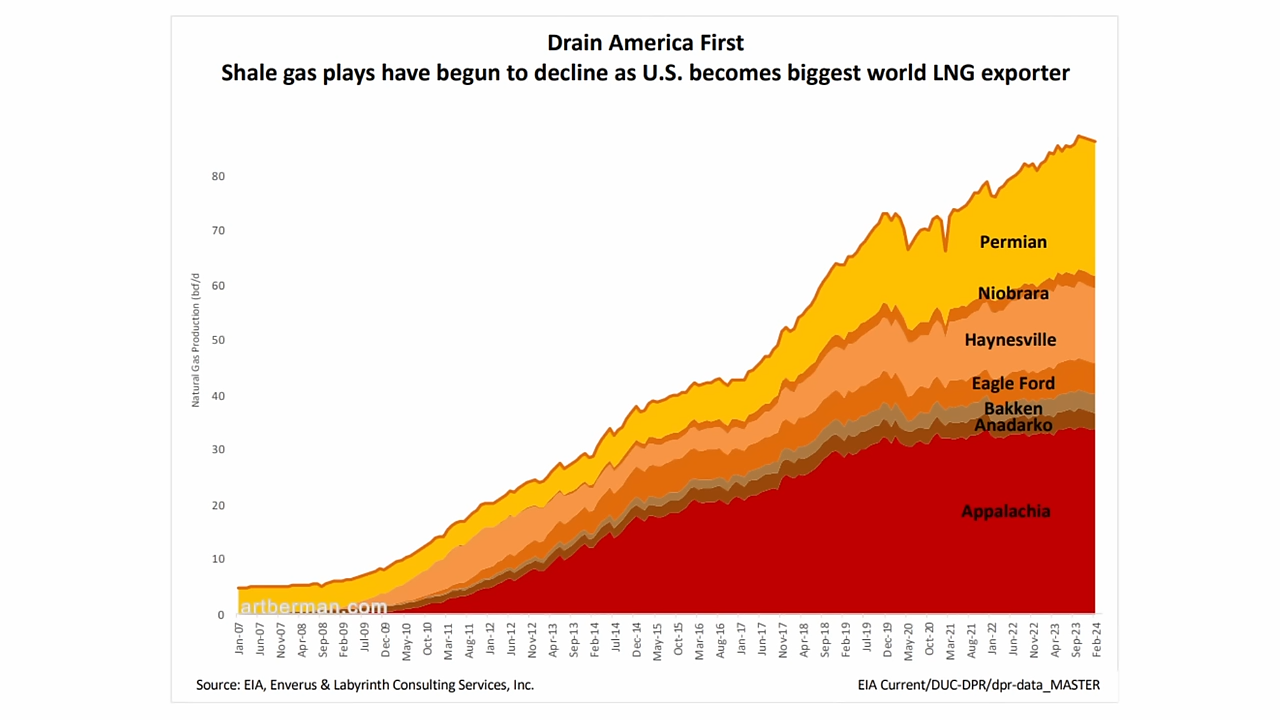 Drain America First
Shale gas plays have begun to decline as U.S. becomes biggest world LNG exporter
80
70
60
50
40
30
20
10
0
Natural Gas Production (bcf/d
Permian
Niobrara
Haynesville
Eagle Ford
Bakken
Anadarko
Appalachia
artberman.com
Jan-07
Jun-07
Nov-07
Apr-08
Sep-08
Feb-09
Jul-09
Dec-09
May-10
Oct-10
Mar-11
Aug-11
Jan-12
Jun-12
Nov-12
Apr-13
Sep-13
Feb-14
Jul-14
Dec-14
May-15
Oct-15
Mar-16
Aug-16
Jan-17
Jun-17
Nov-17
Apr-18
Sep-18
Feb-19
Jul-19
Dec-19
May-20
Oct-20
Mar-21
Aug-21
Jan-22
Jun-22
Nov-22
Apr-23
Sep-23
Feb-24
Source: EIA, Enverus & Labyrinth Consulting Services, Inc.
EIA Current/DUC-DPR/dpr-data_MASTER